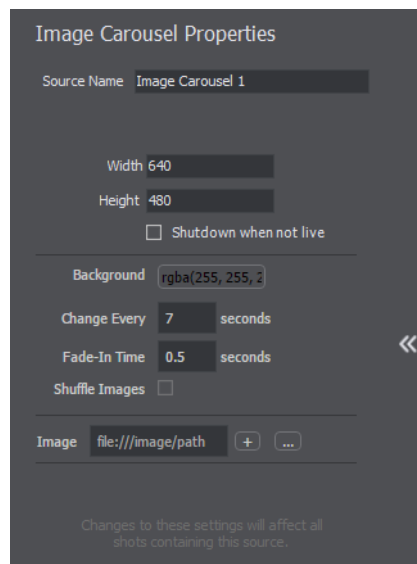 Image Carousel Properties
Source Name Image Carousel 1
Width 640
Height 480
Shutdown when not live
Background rgba(255, 255, 2
Change Every 7 seconds
Fade-In Time 0.5 seconds
Shuffle Images
Image file:///image/path + ...
Changes to these settings will affect all
shots containing this source.